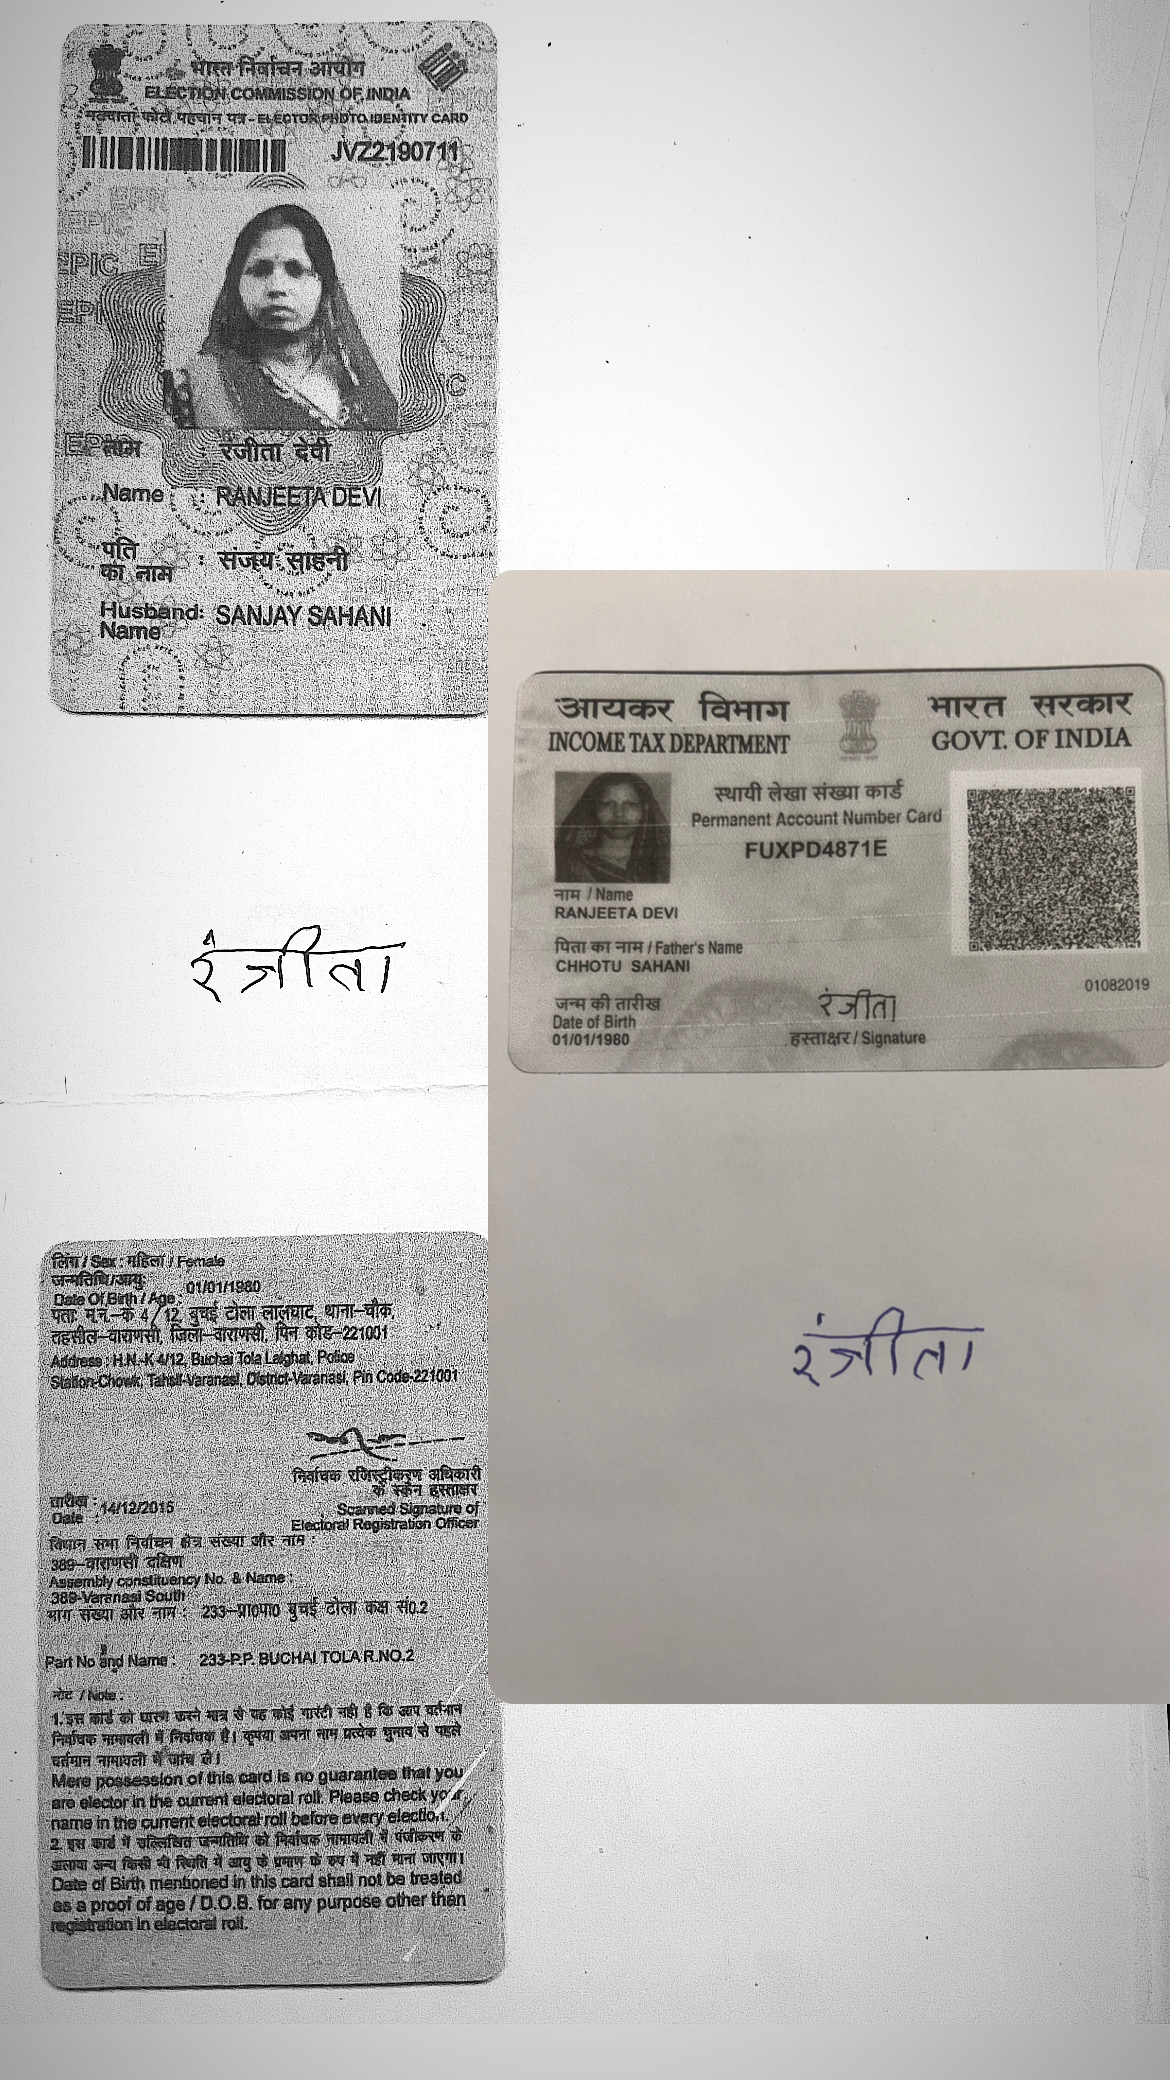 भारत निर्वाचन आयोग
ELECTION COMMISSION OF INDIA
मतदाता फोटो पहचान पत्र - ELECTOR PHOTO IDENTITY CARD
JVZ2190711
EPIC
नाम : रंजीता देवी
Name : RANJEETA DEVI
पति का नाम : संजय साहनी
Husband Name : SANJAY SAHANI
रंजीता
लिंग / Sex : महिला / Female
जन्मतिथि/आयु:
Date Of Birth / Age : 01/01/1980
पता: म.न.-के 4/12, बुचई टोला लालघाट, थाना-चौक,
तहसील-वाराणसी, जिला-वाराणसी, पिन कोड-221001
Address : H.N.-K 4/12, Buchai Tola Lalghat, Police
Station-Chowk, Tahsil-Varanasi, District-Varanasi, Pin Code-221001
निर्वाचक रजिस्ट्रीकरण अधिकारी
के स्कैन हस्ताक्षर
तारीख :
Date : 14/12/2015
Scanned Signature of
Electoral Registration Officer
विधान सभा निर्वाचन क्षेत्र संख्या और नाम :
389-वाराणसी दक्षिण
Assembly constituency No. & Name :
389-Varanasi South
भाग संख्या और नाम : 233-प्रा0पा0 बुचई टोला कक्ष सं0.2
Part No and Name : 233-P.P. BUCHAI TOLA R.NO.2
नोट / Note :
1. इस कार्ड को धारण करने मात्र से यह कोई गारंटी नही है कि आप वर्तमान
निर्वाचक नामावली में निर्वाचक है। कृपया अपना नाम प्रत्येक चुनाव से पहले
वर्तमान नामावली में जांच ले।
Mere possession of this card is no guarantee that you
are elector in the current electoral roll. Please check your
name in the current electoral roll before every election.
2. इस कार्ड में उल्लिखित जन्मतिथि को निर्वाचक नामावली में पंजीकरण के
अलावा अन्य किसी भी स्थिति में आयु के प्रमाण के रुप में नहीं माना जाएगा।
Date of Birth mentioned in this card shall not be treated
as a proof of age / D.O.B. for any purpose other than
registration in electoral roll.
आयकर विभाग भारत सरकार
INCOME TAX DEPARTMENT GOVT. OF INDIA
स्थायी लेखा संख्या कार्ड
Permanent Account Number Card
FUXPD4871E
नाम / Name
RANJEETA DEVI
पिता का नाम / Father's Name
CHHOTU SAHANI
01082019
जन्म की तारीख
Date of Birth
01/01/1980
रंजीता
हस्ताक्षर / Signature
रंजीता